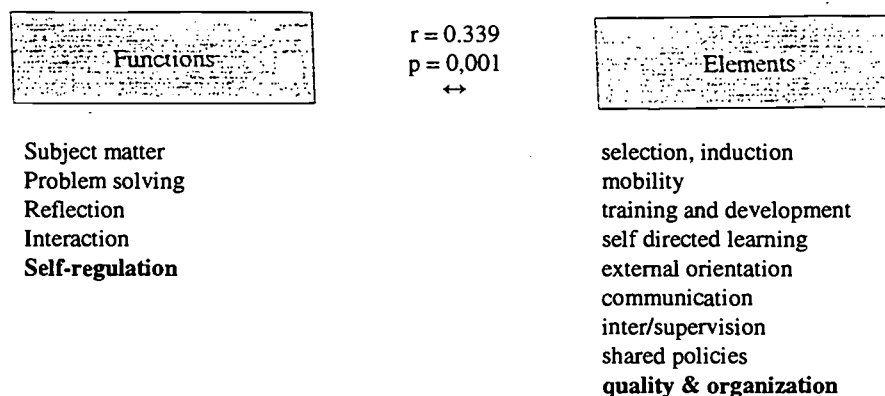 Functions
r = 0.339
p = 0,001
↔
Elements
Subject matter
Problem solving
Reflection
Interaction
Self-regulation
selection, induction
mobility
training and development
self directed learning
external orientation
communication
inter/supervision
shared policies
quality & organization